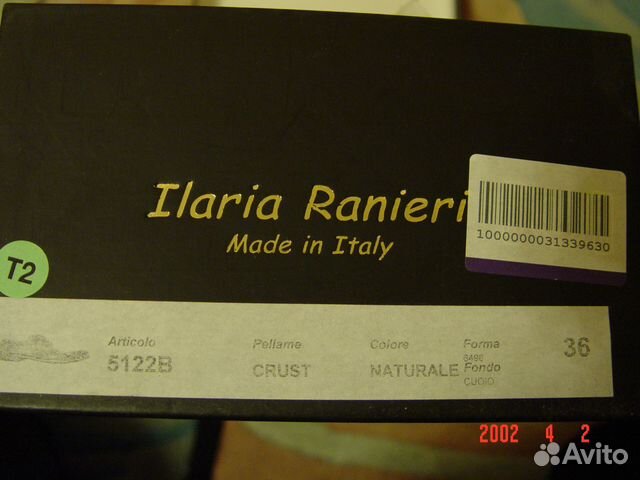 Ilaria Ranieri
Made in Italy
1000000031339630
T2
Articolo
5122B
Pellame
CRUST
Colore
NATURALE
Forma
Fondo
CUOIO
36
2002 4 2
Avito